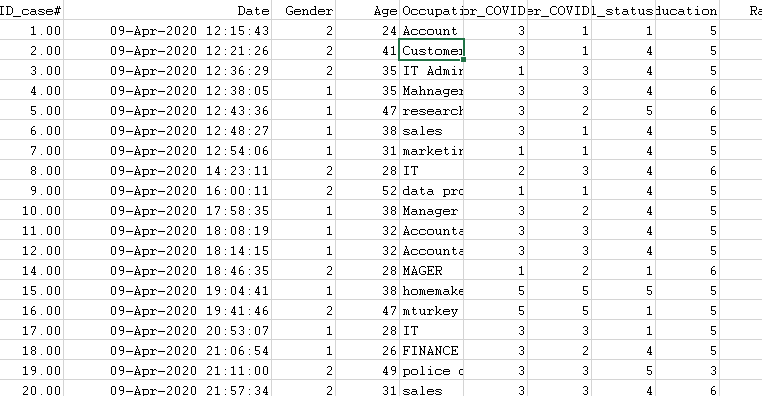 ID_case# Date Gender Age Occupati or_COVID er_COVID l_status ducation Ra
1.00 09-Apr-2020 12:15:43 2 24 Account 3 1 1 5
2.00 09-Apr-2020 12:21:26 2 41 Customer 3 1 4 5
3.00 09-Apr-2020 12:36:29 2 35 IT Admin 1 3 4 5
4.00 09-Apr-2020 12:38:05 1 35 Mahnager 3 3 4 6
5.00 09-Apr-2020 12:43:36 1 47 research 3 2 5 6
6.00 09-Apr-2020 12:48:27 1 38 sales 3 1 4 5
7.00 09-Apr-2020 12:54:06 1 31 marketin 1 1 4 5
8.00 09-Apr-2020 14:23:11 2 28 IT 2 3 4 6
9.00 09-Apr-2020 16:00:11 2 52 data pro 1 1 4 5
10.00 09-Apr-2020 17:58:35 1 38 Manager 3 2 4 5
11.00 09-Apr-2020 18:08:19 1 32 Accounta 3 3 4 5
12.00 09-Apr-2020 18:14:15 1 32 Accounta 3 3 4 5
14.00 09-Apr-2020 18:46:35 2 28 MAGER 1 2 1 6
15.00 09-Apr-2020 19:04:41 1 38 homemake 5 5 5 5
16.00 09-Apr-2020 19:41:46 2 47 mturkey 5 5 1 5
17.00 09-Apr-2020 20:53:07 1 28 IT 3 3 1 5
18.00 09-Apr-2020 21:06:54 1 26 FINANCE 3 2 4 5
19.00 09-Apr-2020 21:11:00 2 49 police o 3 3 5 3
20.00 09-Apr-2020 21:57:34 2 31 sales 3 3 4 6